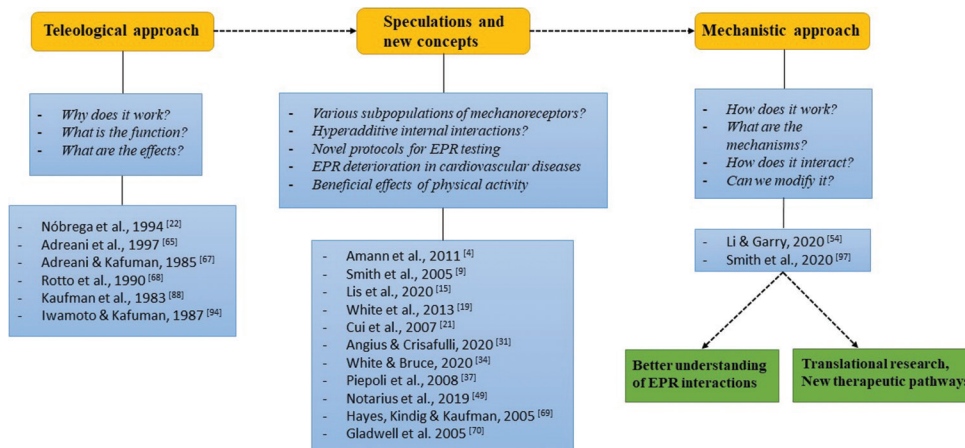 Teleological approach
Speculations and
new concepts
Mechanistic approach
- Why does it work?
- What is the function?
- What are the effects?
- Various subpopulations of mechanoreceptors?
- Hyperadditive internal interactions?
- Novel protocols for EPR testing
- EPR deterioration in cardiovascular diseases
- Beneficial effects of physical activity
- How does it work?
- What are the
mechanisms?
- How does it interact?
- Can we modify it?
- Nóbrega et al., 1994 [22]
- Adreani et al., 1997 [65]
- Adreani & Kafuman, 1985 [67]
- Rotto et al., 1990 [68]
- Kaufman et al., 1983 [88]
- Iwamoto & Kafuman, 1987 [94]
- Amann et al., 2011 [4]
- Smith et al., 2005 [9]
- Lis et al., 2020 [15]
- White et al., 2013 [19]
- Cui et al., 2007 [21]
- Angius & Crisafulli, 2020 [31]
- White & Bruce, 2020 [34]
- Piepoli et al., 2008 [37]
- Notarius et al., 2019 [49]
- Hayes, Kindig & Kaufman, 2005 [69]
- Gladwell et al. 2005 [70]
- Li & Garry, 2020 [54]
- Smith et al., 2020 [97]
Better understanding
of EPR interactions
Translational research,
New therapeutic pathways